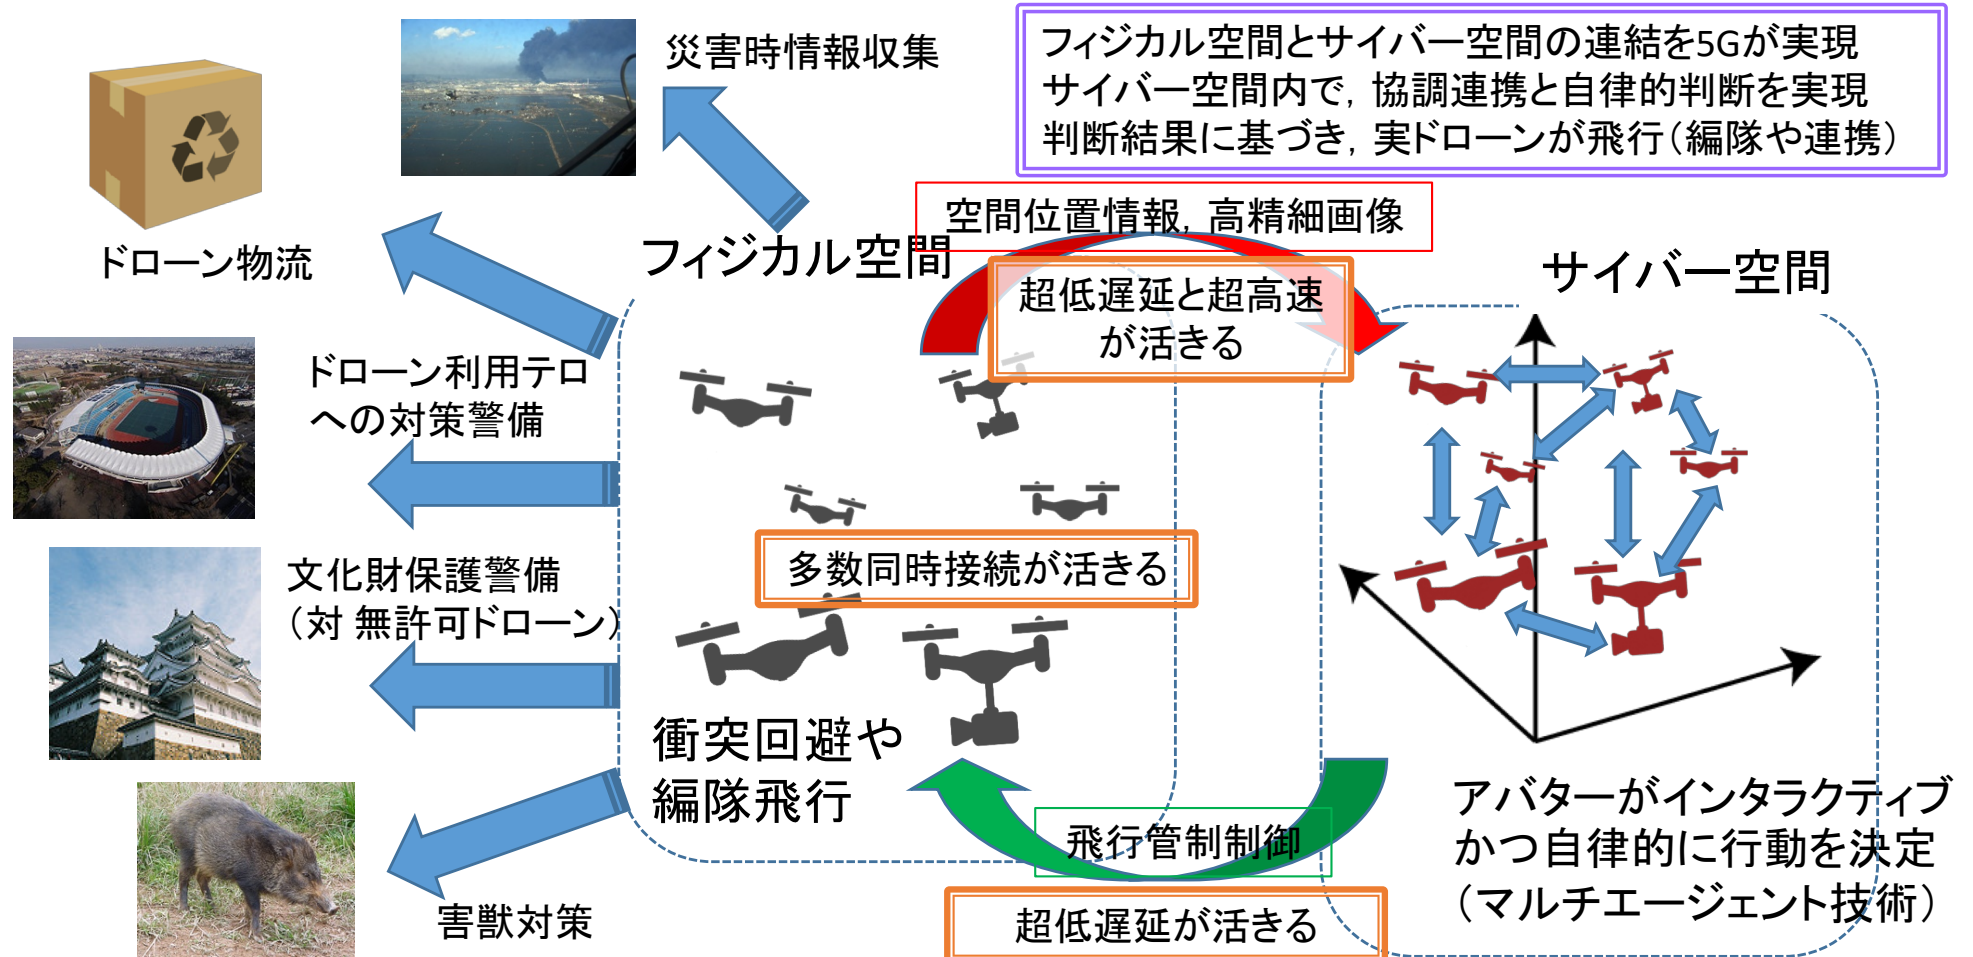 災害時情報収集
フィジカル空間とサイバー空間の連結を5Gが実現
サイバー空間内で，協調連携と自律的判断を実現
判断結果に基づき，実ドローンが飛行（編隊や連携）
空間位置情報，高精細画像
ドローン物流
フィジカル空間
サイバー空間
超低遅延と超高速
が活きる
ドローン利用テロ
への対策警備
多数同時接続が活きる
文化財保護警備
（対 無許可ドローン）
衝突回避や
編隊飛行
アバターがインタラクティブ
かつ自律的に行動を決定
（マルチエージェント技術）
飛行管制制御
害獣対策
超低遅延が活きる